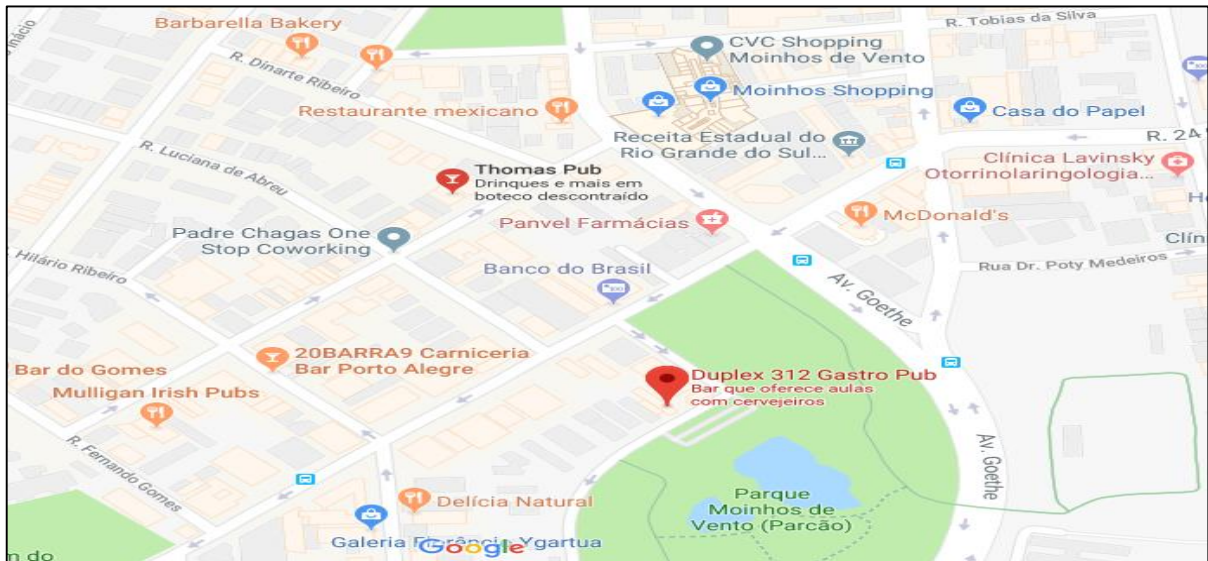 Inácio
Barbarella Bakery
R. Tobias da Silva
R. Dinarte Ribeiro
CVC Shopping
Moinhos de Vento
Restaurante mexicano
Moinhos Shopping
Casa do Papel
Receita Estadual do
Rio Grande do Sul...
R. 24
R. Luciana de Abreu
Thomas Pub
Drinques e mais em
boteco descontraído
Clínica Lavinsky
Otorrinolaringologia...
Panvel Farmácias
McDonald's
Padre Chagas One
Stop Coworking
Clín
Hilário Ribeiro
Banco do Brasil
Rua Dr. Poty Medeiros
Av. Goethe
20BARRA9 Carniceria
Bar Porto Alegre
Bar do Gomes
Mulligan Irish Pubs
Duplex 312 Gastro Pub
Bar que oferece aulas
com cervejeiros
R. Fernando Gomes
Av. Goethe
Delícia Natural
Parque
Moinhos de
Vento (Parcão)
Galeria Florêncio Ygartua
Google
m do